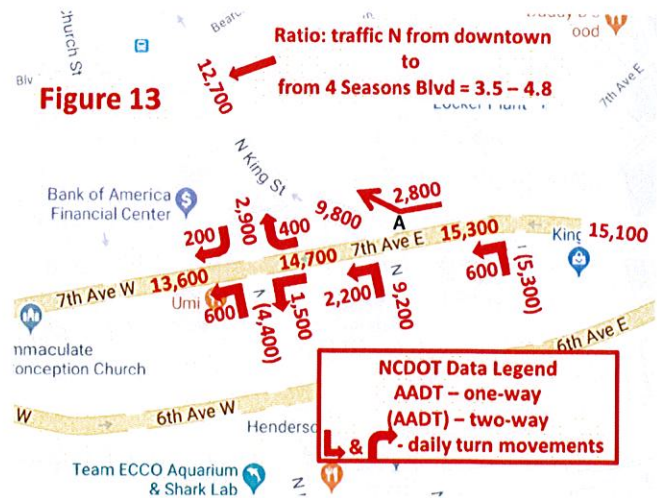 Church St
Blv
Figure 13
12,700
Ratio: traffic N from downtown
to
from 4 Seasons Blvd = 3.5 – 4.8
ood
7th Ave E
N King St
Bank of America
Financial Center
200
2,900
400
9,800
2,800
A
7th Ave E
15,300
King
15,100
14,700
13,600
7th Ave W
Umi
600
(4,400)
1,500
2,200
N
9,200
600
(5,300)
mmaculate
onception Church
W
6th Ave W
6th Ave E
Henderso
Team ECCO Aquarium
& Shark Lab
N
NCDOT Data Legend
AADT – one-way
(AADT) – two-way
& - daily turn movements